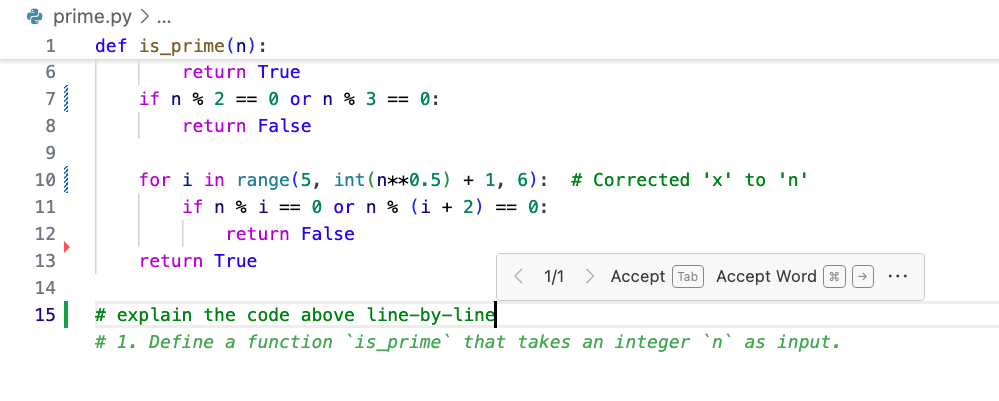 prime.py > ...
1 def is_prime(n):
6 return True
7 if n % 2 == 0 or n % 3 == 0:
8 return False
9
10 for i in range(5, int(n**0.5) + 1, 6):  # Corrected 'x' to 'n'
11 if n % i == 0 or n % (i + 2) == 0:
12 return False
13 return True
< 1/1 > Accept Tab Accept Word ⌘ → ...
14
15 # explain the code above line-by-line
# 1. Define a function `is_prime` that takes an integer `n` as input.